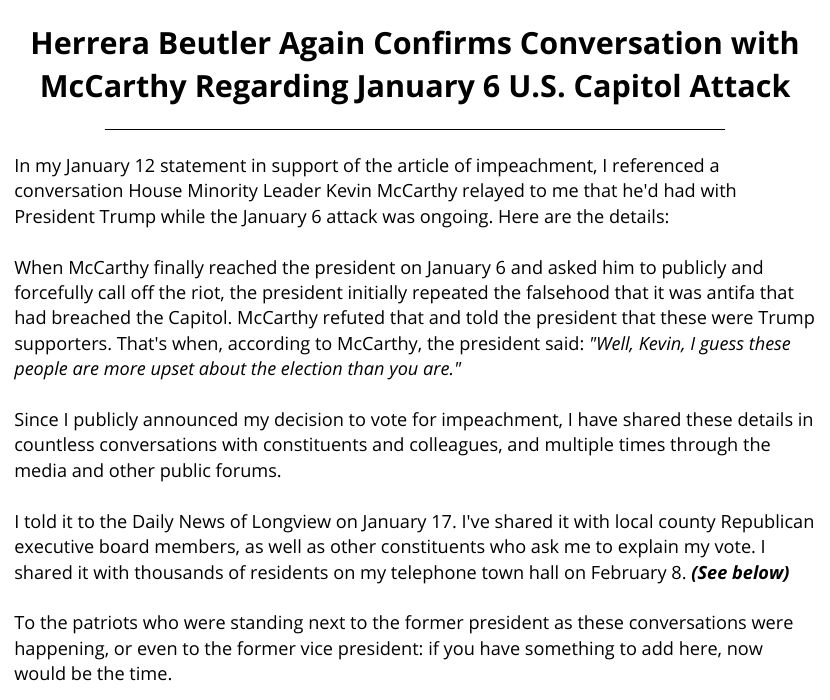 Herrera Beutler Again Confirms Conversation with
McCarthy Regarding January 6 U.S. Capitol Attack
In my January 12 statement in support of the article of impeachment, I referenced a
conversation House Minority Leader Kevin McCarthy relayed to me that he'd had with
President Trump while the January 6 attack was ongoing. Here are the details:
When McCarthy finally reached the president on January 6 and asked him to publicly and
forcefully call off the riot, the president initially repeated the falsehood that it was antifa that
had breached the Capitol. McCarthy refuted that and told the president that these were Trump
supporters. That's when, according to McCarthy, the president said: "Well, Kevin, I guess these
people are more upset about the election than you are."
Since I publicly announced my decision to vote for impeachment, I have shared these details in
countless conversations with constituents and colleagues, and multiple times through the
media and other public forums.
I told it to the Daily News of Longview on January 17. I've shared it with local county Republican
executive board members, as well as other constituents who ask me to explain my vote. I
shared it with thousands of residents on my telephone town hall on February 8. (See below)
To the patriots who were standing next to the former president as these conversations were
happening, or even to the former vice president: if you have something to add here, now
would be the time.